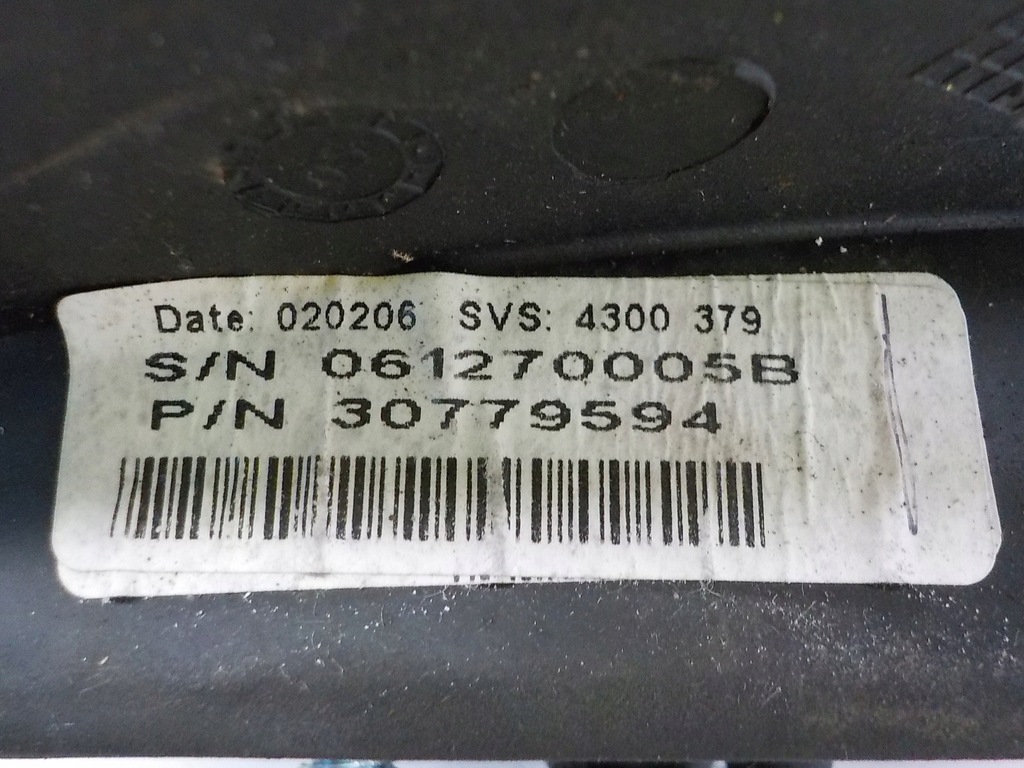 Date: 020206 SVS: 4300 379
S/N 061270005B
P/N 30779594